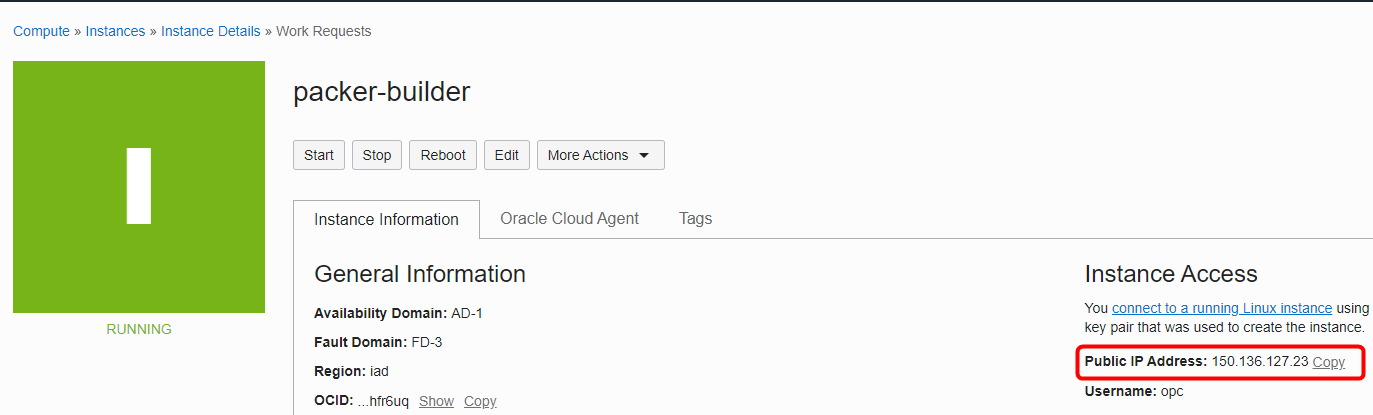 Compute » Instances » Instance Details » Work Requests
packer-builder
Start Stop Reboot Edit More Actions
RUNNING
Instance Information Oracle Cloud Agent Tags
General Information
Availability Domain: AD-1
Fault Domain: FD-3
Region: iad
OCID: ...hfr6uq Show Copy
Instance Access
You connect to a running Linux instance using
key pair that was used to create the instance.
Public IP Address: 150.136.127.23 Copy
Username: opc